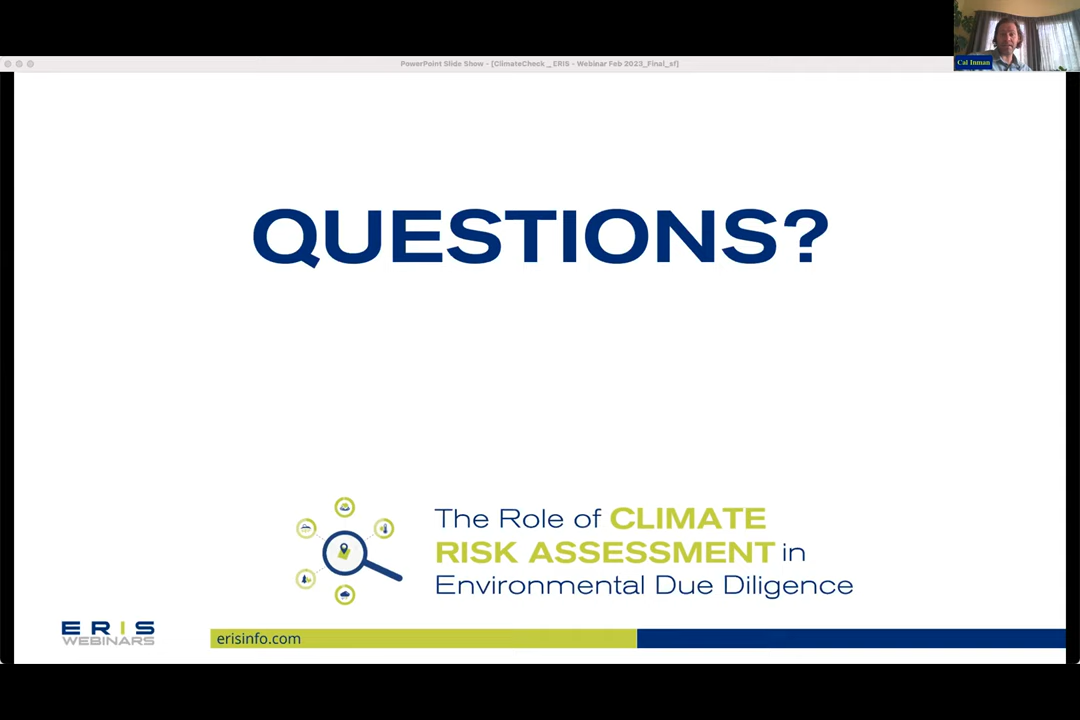 PowerPoint Slide Show - [ClimateCheck _ ERIS - Webinar Feb 2023_Final_sf]
Cal Inman
QUESTIONS?
The Role of CLIMATE
RISK ASSESSMENT in
Environmental Due Diligence
ERIS
WEBINARS
erisinfo.com